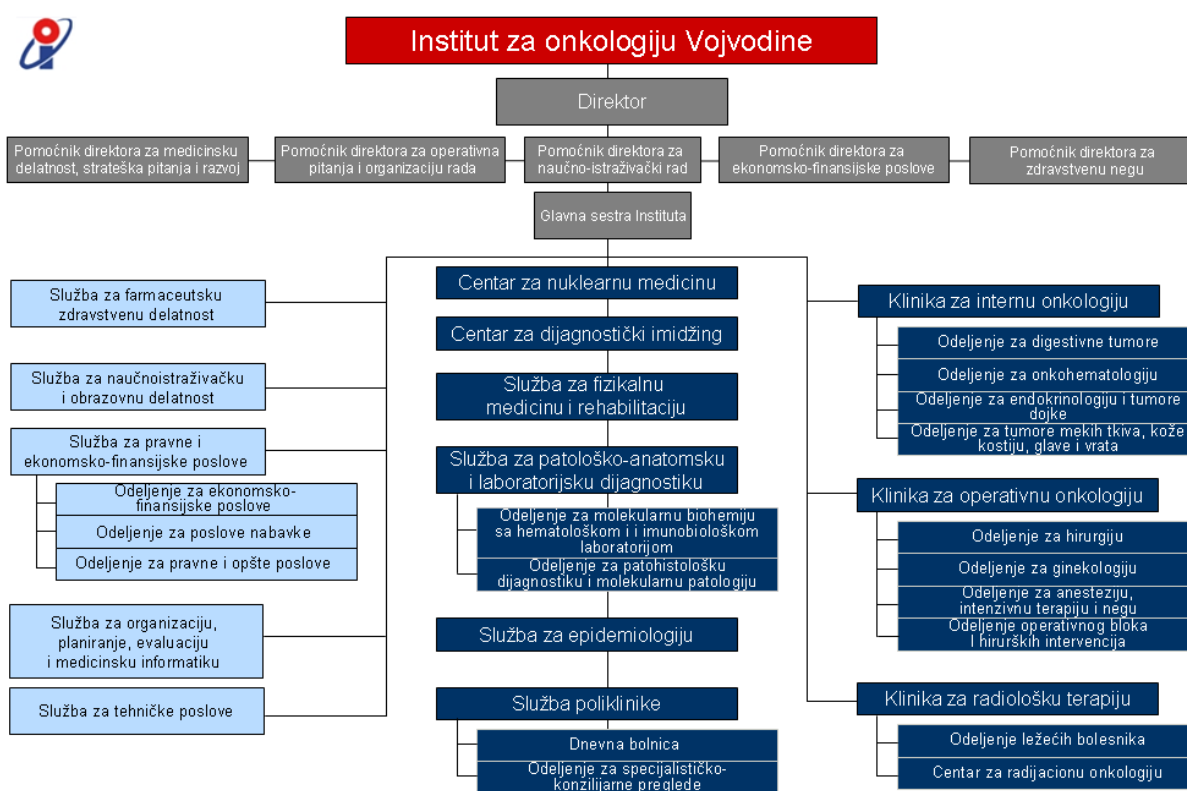 Institut za onkologiju Vojvodine
Direktor
Pomoćnik direktora za medicinsku
delatnost, strateška pitanja i razvoj
Pomoćnik direktora za operativna
pitanja i organizaciju rada
Pomoćnik direktora za
naučno-istraživački rad
Pomoćnik direktora za
ekonomsko-finansijske poslove
Pomoćnik direktora za
zdravstvenu negu
Glavna sestra Instituta
Služba za farmaceutsku
zdravstvenu delatnost
Služba za naučnoistraživačku
i obrazovnu delatnost
Služba za pravne i
ekonomsko-finansijske poslove
Odeljenje za ekonomsko-
finansijske poslove
Odeljenje za poslove nabavke
Odeljenje za pravne i opšte poslove
Služba za organizaciju,
planiranje, evaluaciju
i medicinsku informatiku
Služba za tehničke poslove
Centar za nuklearnu medicinu
Centar za dijagnostički imidžing
Služba za fizikalnu
medicinu i rehabilitaciju
Služba za patološko-anatomsku
i laboratorijsku dijagnostiku
Odeljenje za molekularnu biohemiju
sa hematološkom i i imunobiološkom
laboratorijom
Odeljenje za patohistološku
dijagnostiku i molekularnu patologiju
Služba za epidemiologiju
Služba poliklinike
Dnevna bolnica
Odeljenje za specijalističko-
konzilijarne preglede
Klinika za internu onkologiju
Odeljenje za digestivne tumore
Odeljenje za onkohematologiju
Odeljenje za endokrinologiju i tumore
dojke
Odeljenje za tumore mekih tkiva, kože
kostiju, glave i vrata
Klinika za operativnu onkologiju
Odeljenje za hirurgiju
Odeljenje za ginekologiju
Odeljenje za anesteziju,
intenzivnu terapiju i negu
Odeljenje operativnog bloka
I hirurških intervencija
Klinika za radiološku terapiju
Odeljenje ležećih bolesnika
Centar za radijacionu onkologiju